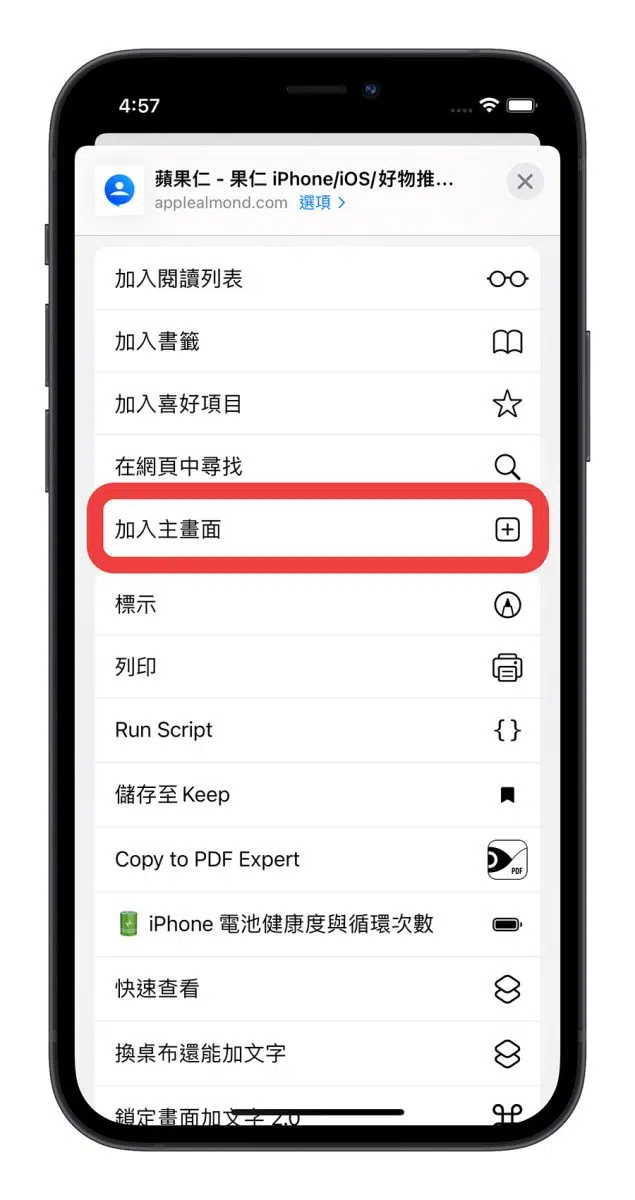 4:57
蘋果仁 - 果仁 iPhone/iOS/好物推...
applealmond.com 選項 >
加入閱讀列表
加入書籤
加入喜好項目
在網頁中尋找
加入主畫面
標示
列印
Run Script
儲存至 Keep
Copy to PDF Expert
PDF
iPhone 電池健康度與循環次數
快速查看
換桌布還能加文字
鎖定畫面加文字 2.0